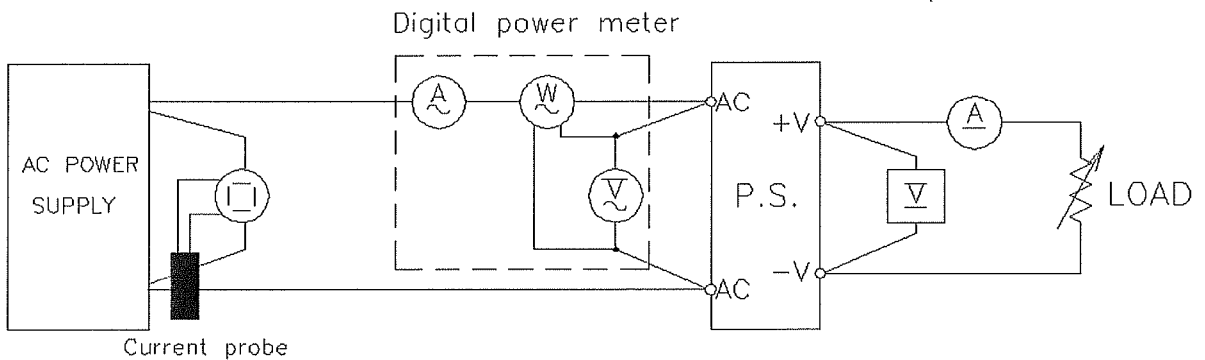 Digital power meter
AC POWER
SUPPLY
A
W
V
AC
AC
+V
P.S.
-V
A
V
LOAD
Current probe